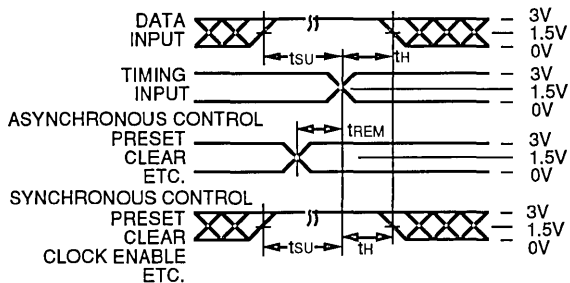 DATA INPUT
3V
1.5V
0V
tSU
tH
TIMING INPUT
3V
1.5V
0V
ASYNCHRONOUS CONTROL
tREM
PRESET
CLEAR
ETC.
3V
1.5V
0V
SYNCHRONOUS CONTROL
PRESET
CLEAR
CLOCK ENABLE
ETC.
3V
1.5V
0V
tSU
tH